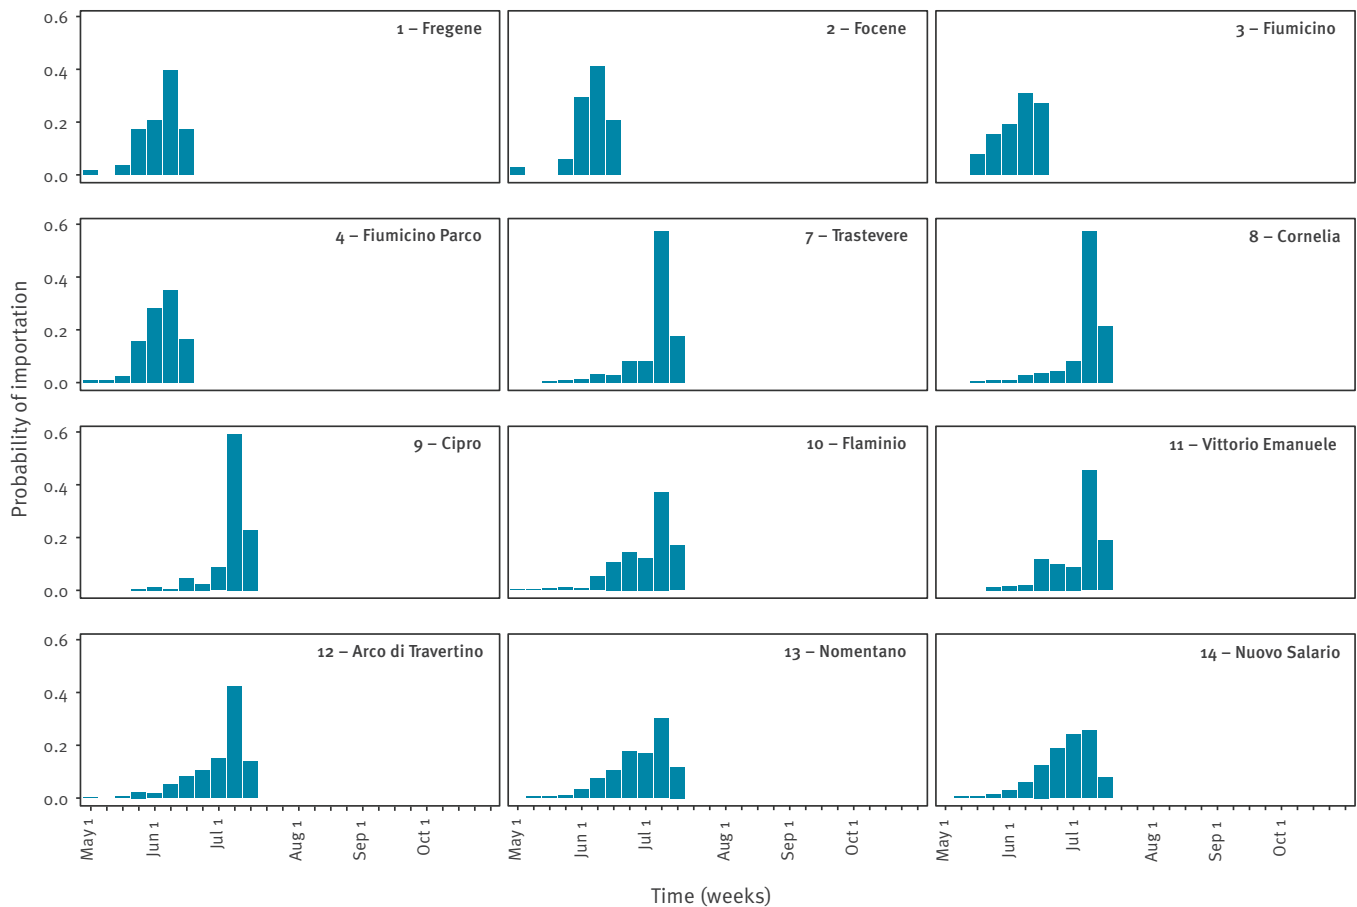 Probability of importation
0.6
0.4
0.2
0.0
1 – Fregene
2 – Focene
3 – Fiumicino
0.6
0.4
0.2
0.0
4 – Fiumicino Parco
7 – Trastevere
8 – Cornelia
0.6
0.4
0.2
0.0
9 – Cipro
10 – Flaminio
11 – Vittorio Emanuele
0.6
0.4
0.2
0.0
12 – Arco di Travertino
13 – Nomentano
14 – Nuovo Salario
May 1
Jun 1
Jul 1
Aug 1
Sep 1
Oct 1
May 1
Jun 1
Jul 1
Aug 1
Sep 1
Oct 1
May 1
Jun 1
Jul 1
Aug 1
Sep 1
Oct 1
Time (weeks)